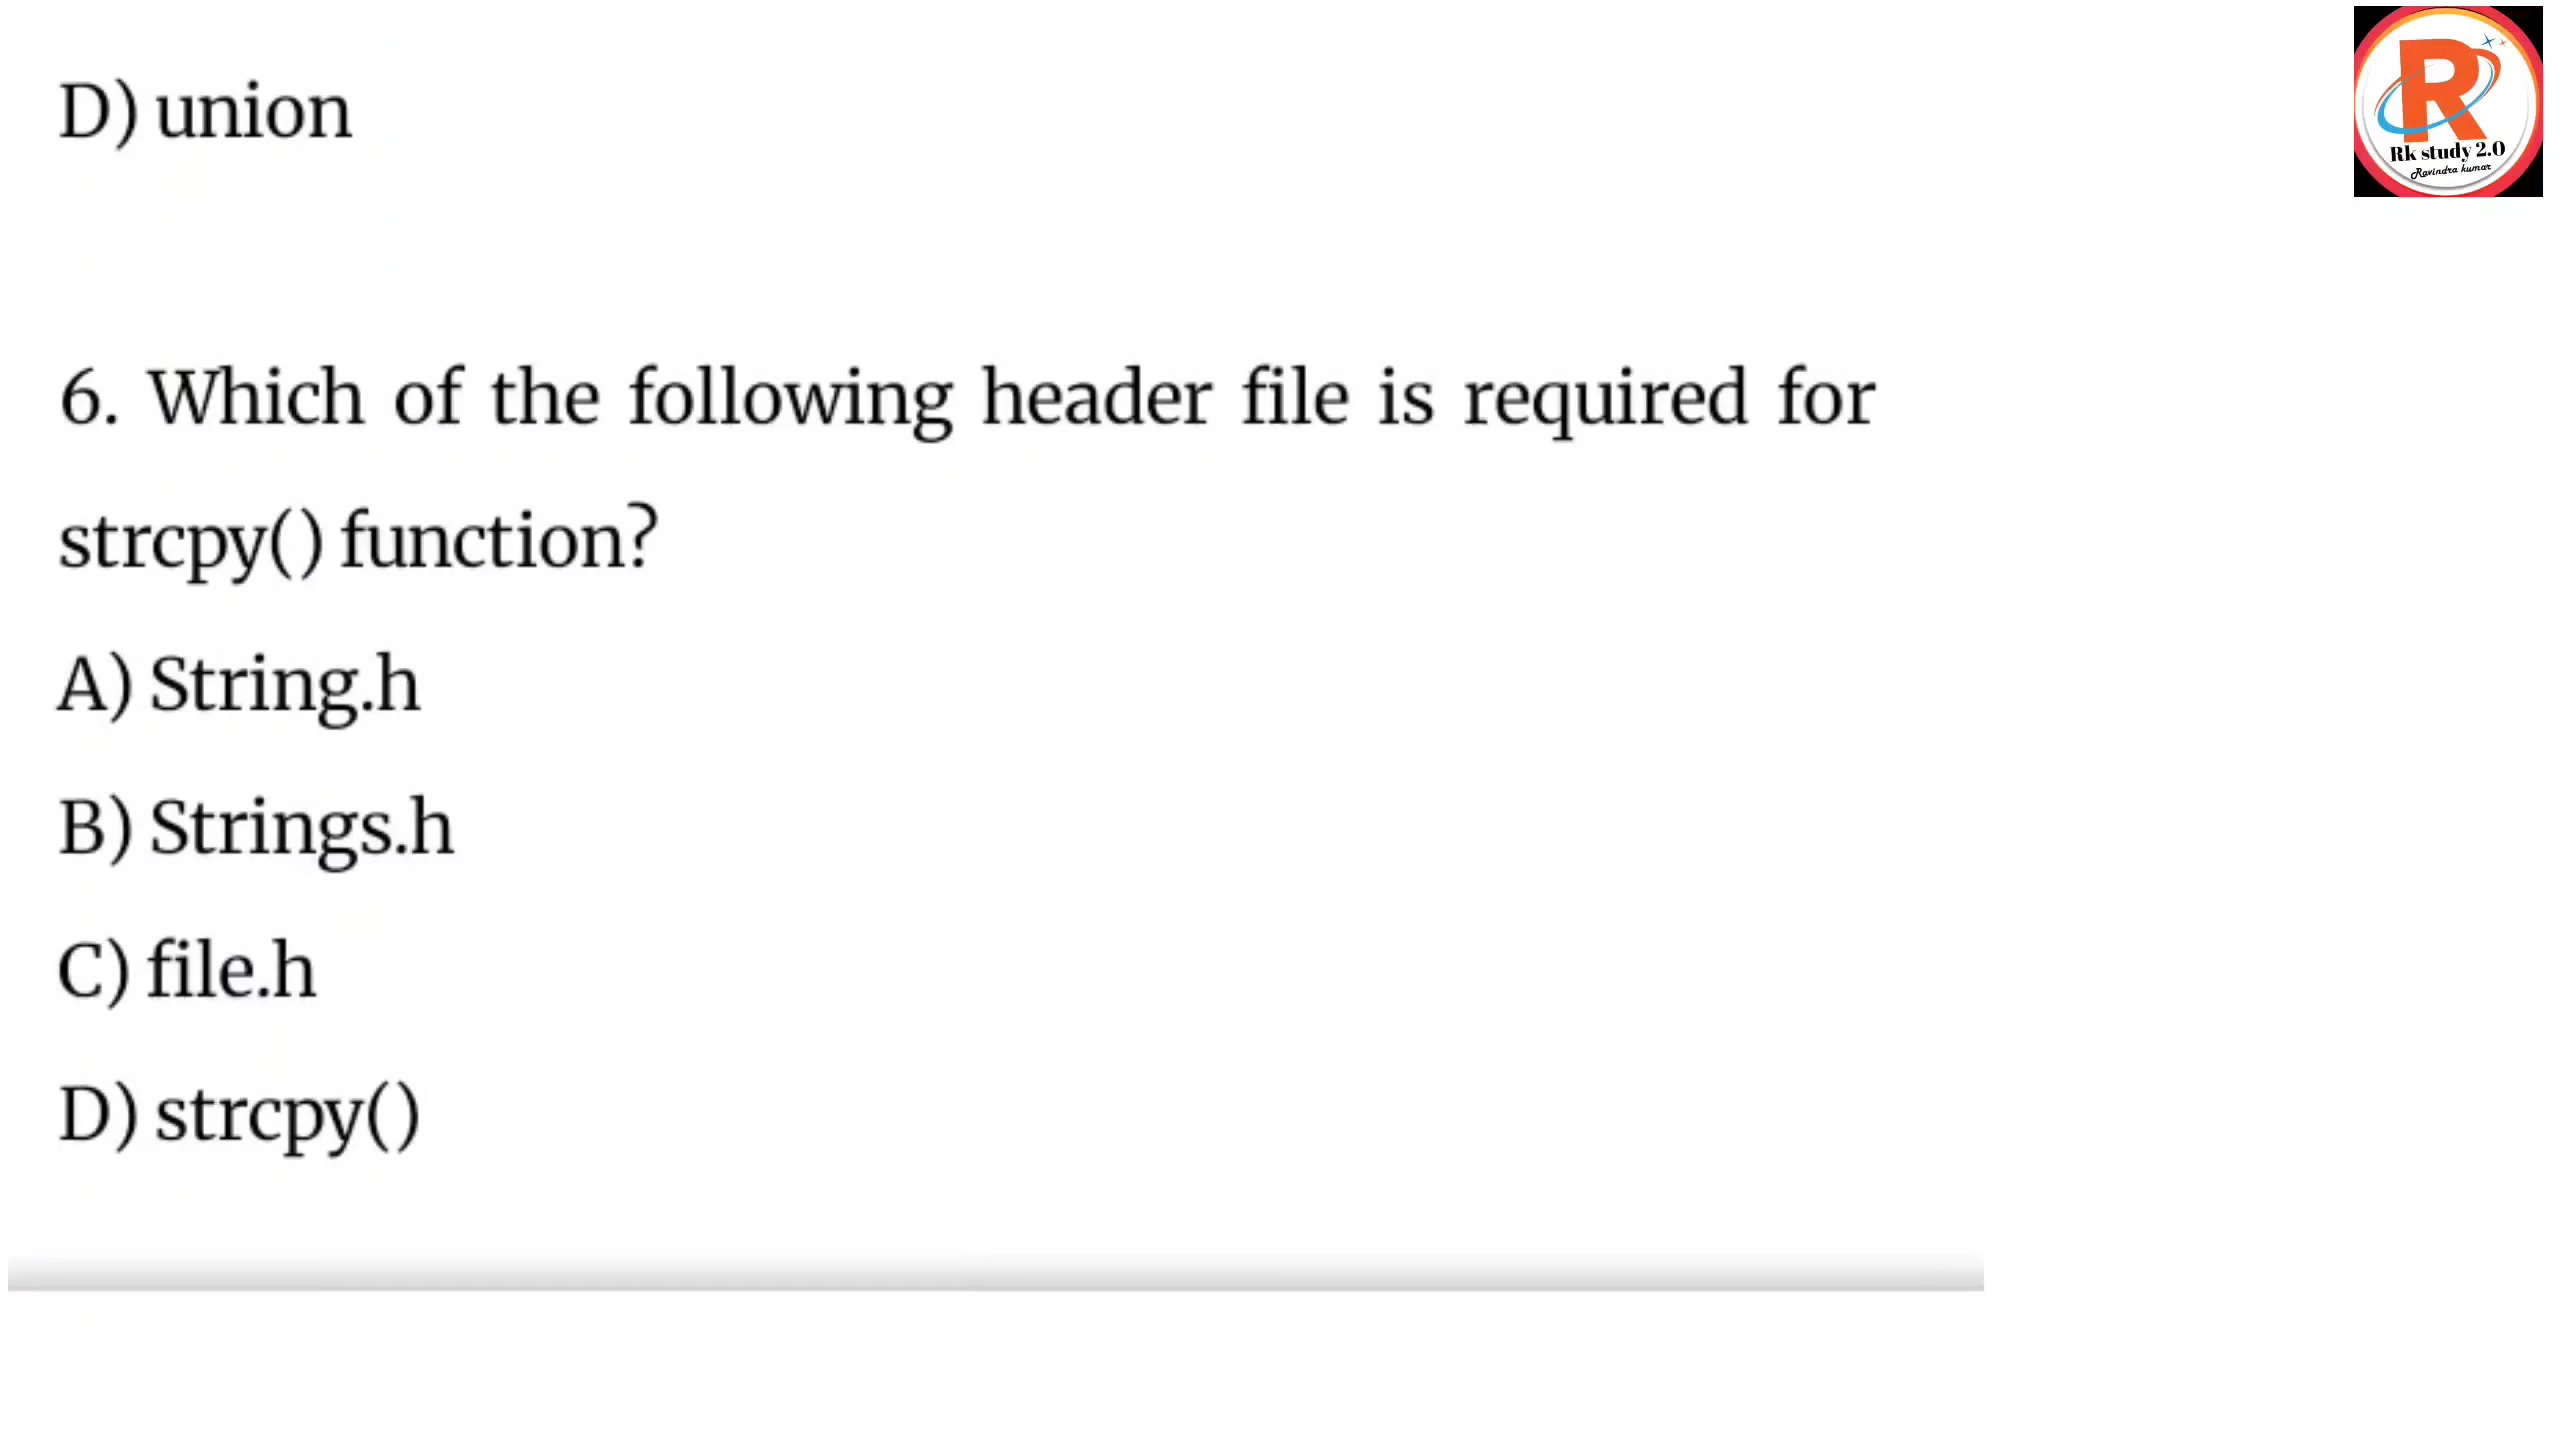 D) union
Rk study 2.0
Ravindra kumar
6. Which of the following header file is required for
strcpy() function?
A) String.h
B) Strings.h
C) file.h
D) strcpy()